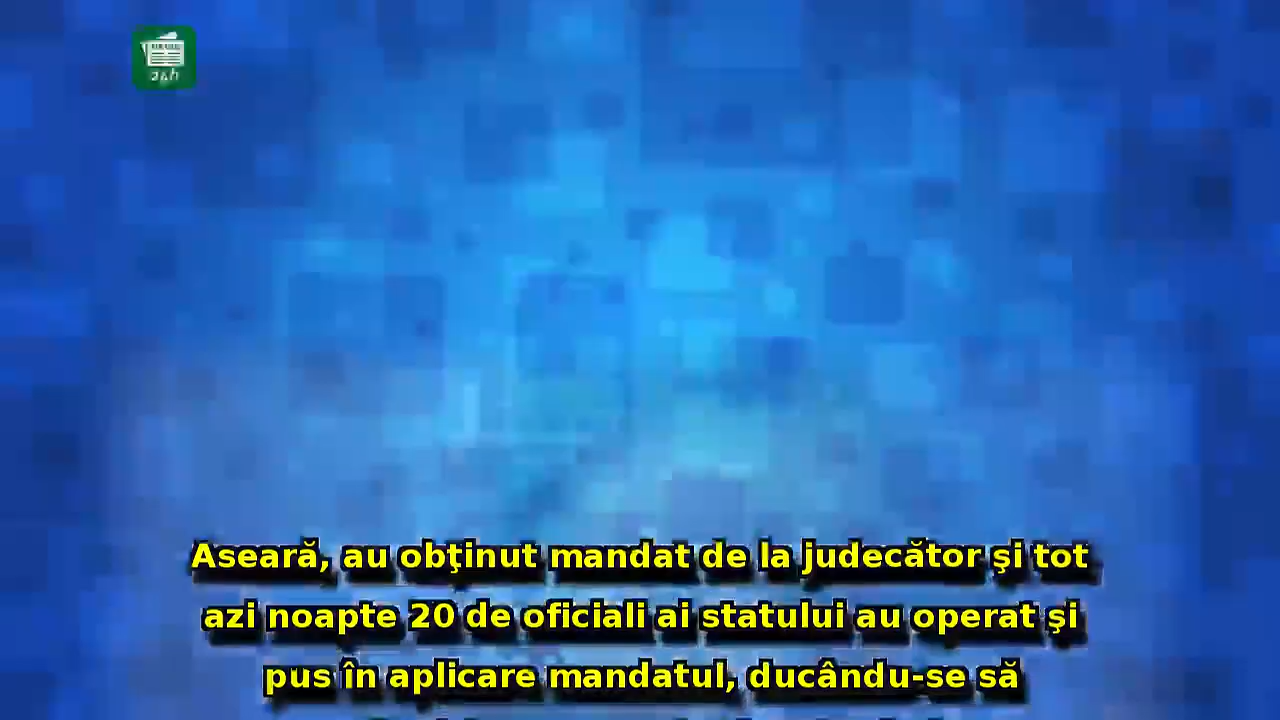 Aseară, au obţinut mandat de la judecător şi tot
azi noapte 20 de oficiali ai statului au operat şi
pus în aplicare mandatul, ducându-se să